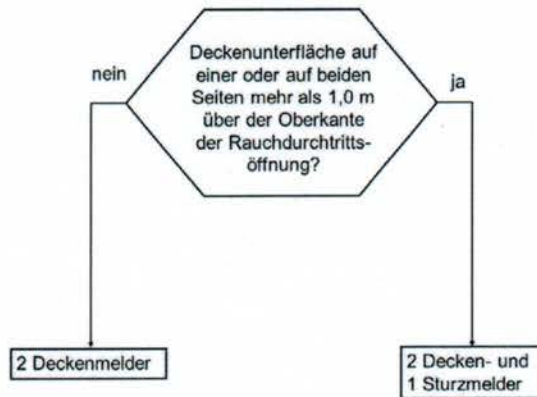 Deckenunterfläche auf
einer oder auf beiden
Seiten mehr als 1,0 m
über der Oberkante
der Rauchdurchtritts-
öffnung?
nein
ja
2 Deckenmelder
2 Decken- und
1 Sturzmelder